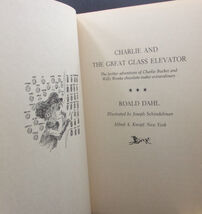 CHARLIE AND
THE GREAT GLASS ELEVATOR
The further adventures of Charlie Bucket and
Willy Wonka chocolate-maker extraordinary
ROALD DAHL
Illustrated by Joseph Schindelman
Alfred A. Knopf: New York